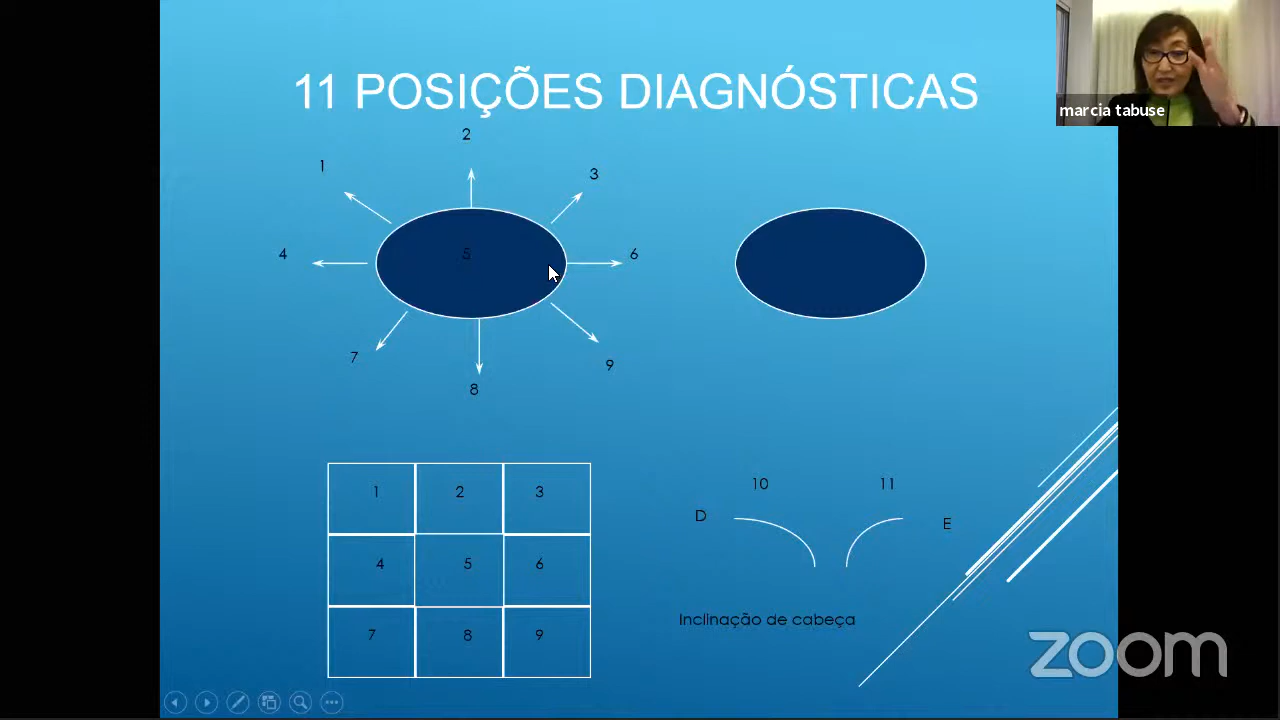 11 POSIÇÕES DIAGNÓSTICAS
marcia tabuse
2
1
3
4
5
6
7
8
9
1 2 3
4 5 6
7 8 9
10 11
D E
Inclinação de cabeça
zoom